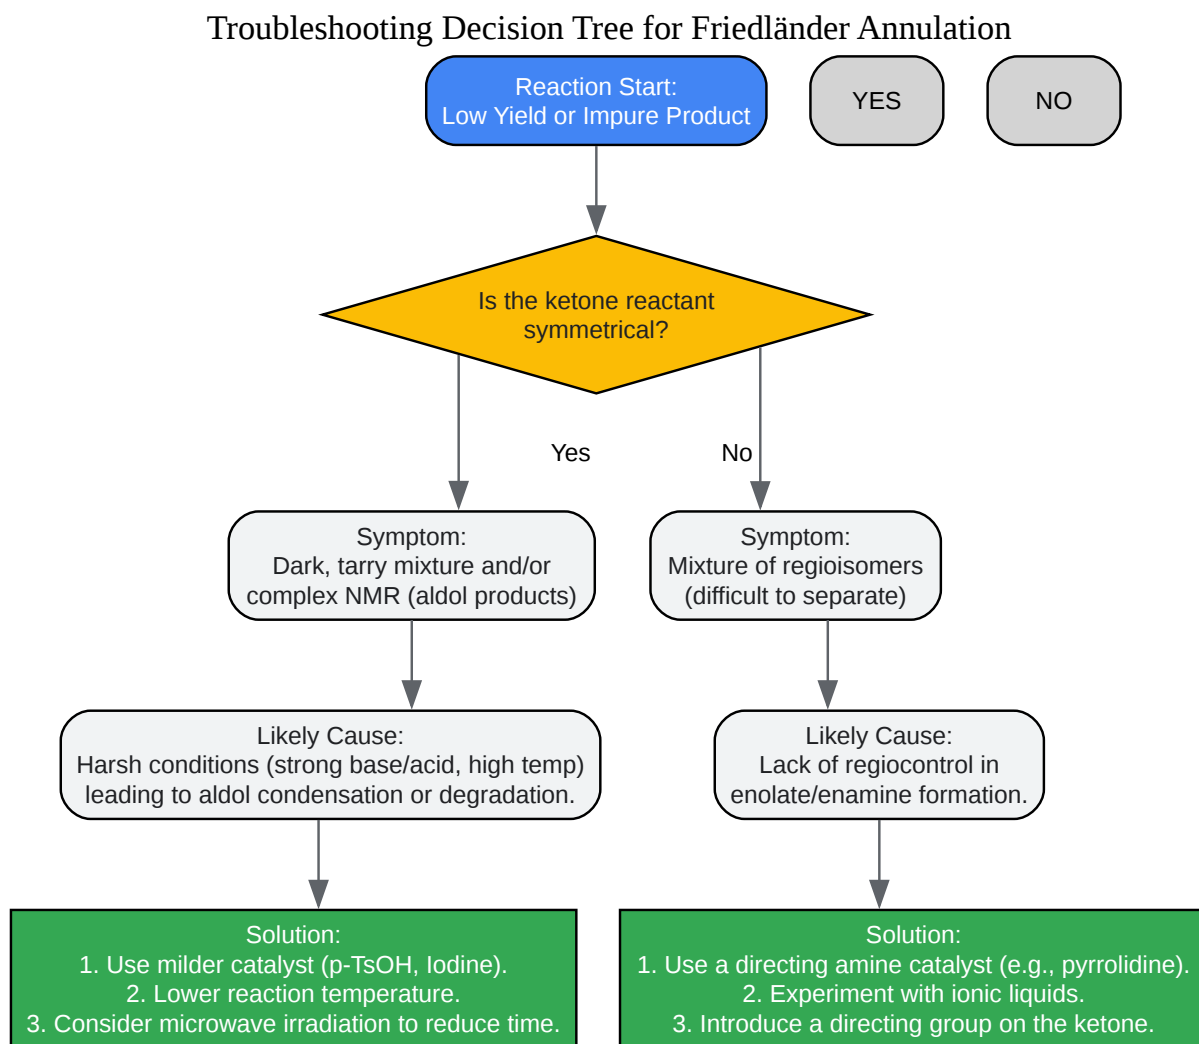 Troubleshooting Decision Tree for Friedländer Annulation
Reaction Start:
Low Yield or Impure Product
YES
NO
Is the ketone reactant
symmetrical?
Yes
No
Symptom:
Dark, tarry mixture and/or
complex NMR (aldol products)
Symptom:
Mixture of regioisomers
(difficult to separate)
Likely Cause:
Harsh conditions (strong base/acid, high temp)
leading to aldol condensation or degradation.
Likely Cause:
Lack of regiocontrol in
enolate/enamine formation.
Solution:
1. Use milder catalyst (p-TsOH, Iodine).
2. Lower reaction temperature.
3. Consider microwave irradiation to reduce time.
Solution:
1. Use a directing amine catalyst (e.g., pyrrolidine).
2. Experiment with ionic liquids.
3. Introduce a directing group on the ketone.